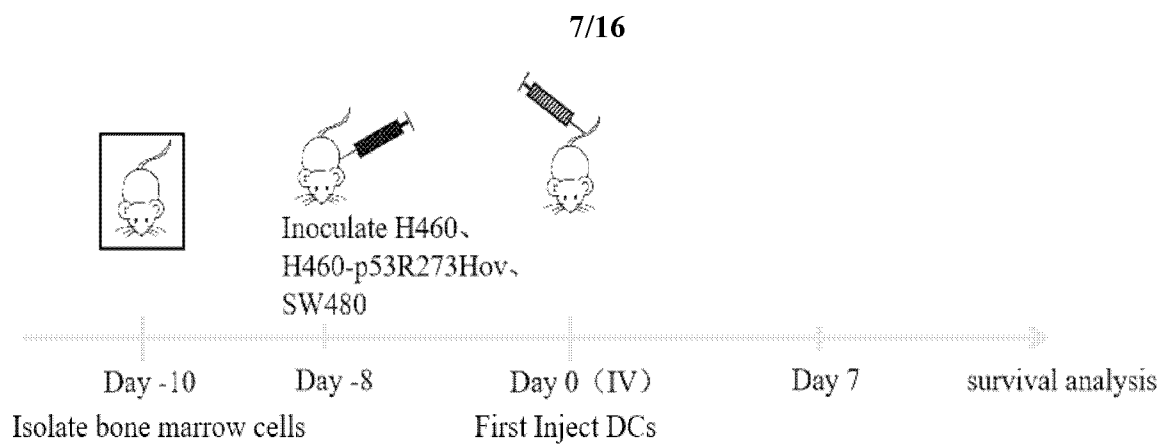 7/16
Inoculate H460、
H460-p53R273Hov、
SW480
Day -10
Day -8
Day 0（IV）
Day 7
survival analysis
Isolate bone marrow cells
First Inject DCs